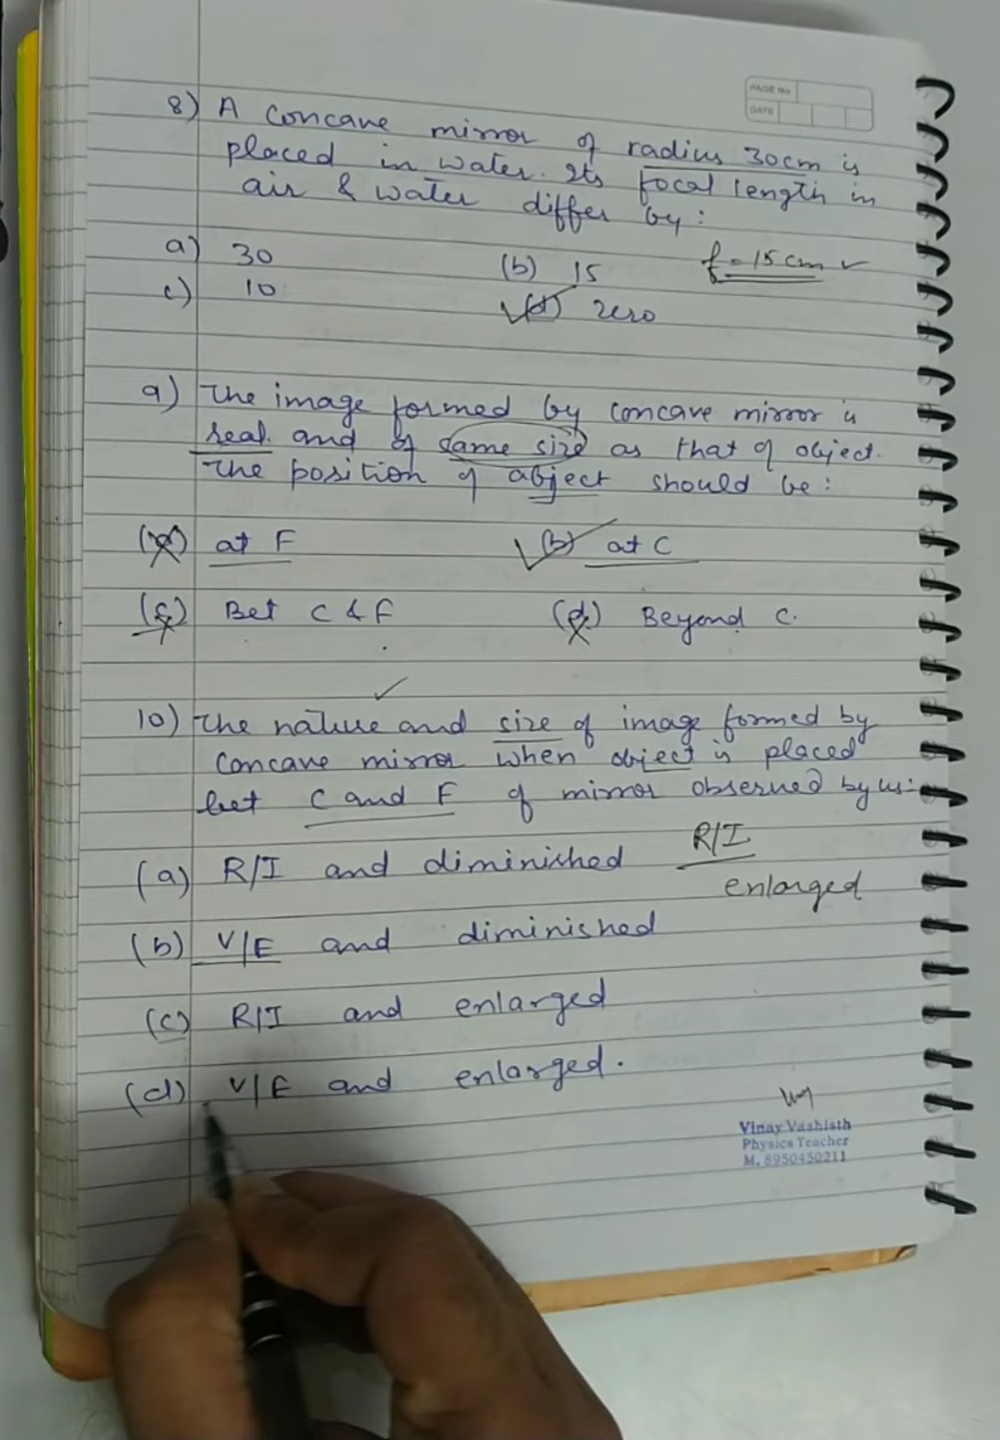 PAGE No
DATE
8) A concave mirror of radius 30cm is
placed in water. Its focal length in
air & water differ by:
a) 30 (b) 15 f = 15 cm ✓
c) 10 (d) zero
9) The image formed by concave mirror is
real and of same size as that of object.
The position of object should be:
(a) at F (b) at C
(c) Bet C & F (d) Beyond C.
10) The nature and size of image formed by
concave mirror when object is placed
bet C and F of mirror observed by us:-
(a) R/I and diminished R/I
enlarged
(b) V/E and diminished
(c) R/I and enlarged
(d) V/E and enlarged.
Vinay Vashisth
Physics Teacher
M. 8950450211